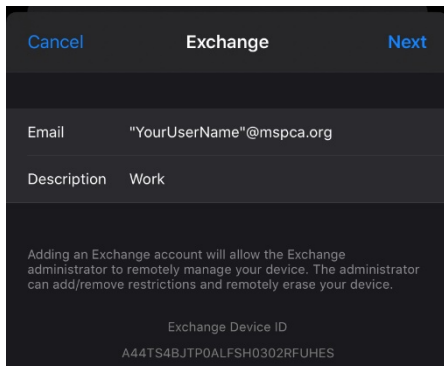 Cancel Exchange Next
Email "YourUserName"@mspca.org
Description Work
Adding an Exchange account will allow the Exchange
administrator to remotely manage your device. The administrator
can add/remove restrictions and remotely erase your device.
Exchange Device ID
A44TS4BJTP0ALFSH0302RFUHES